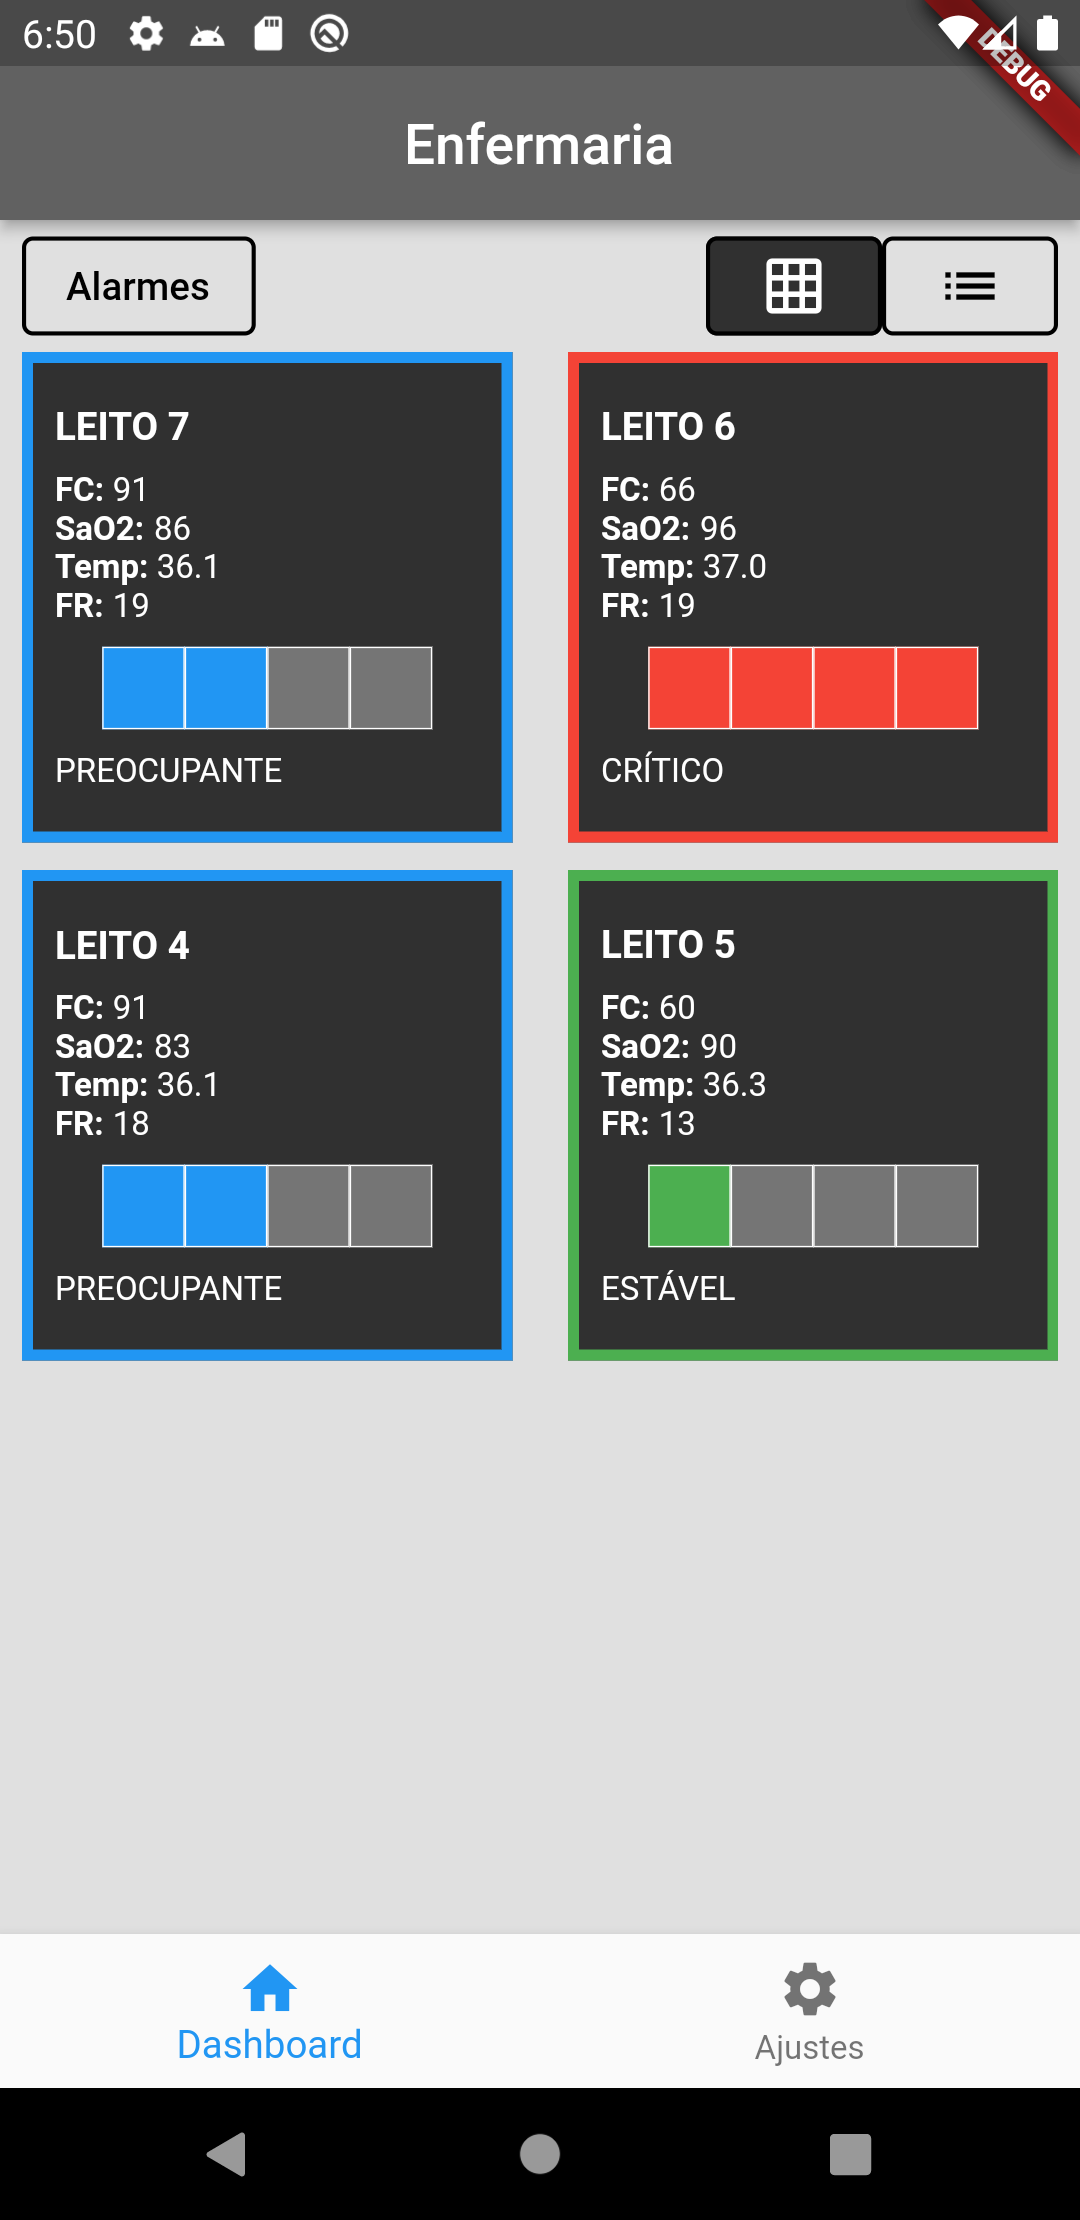 6:50
DEBUG
Enfermaria
Alarmes
LEITO 7
FC: 91
SaO2: 86
Temp: 36.1
FR: 19
PREOCUPANTE
LEITO 6
FC: 66
SaO2: 96
Temp: 37.0
FR: 19
CRÍTICO
LEITO 4
FC: 91
SaO2: 83
Temp: 36.1
FR: 18
PREOCUPANTE
LEITO 5
FC: 60
SaO2: 90
Temp: 36.3
FR: 13
ESTÁVEL
Dashboard
Ajustes